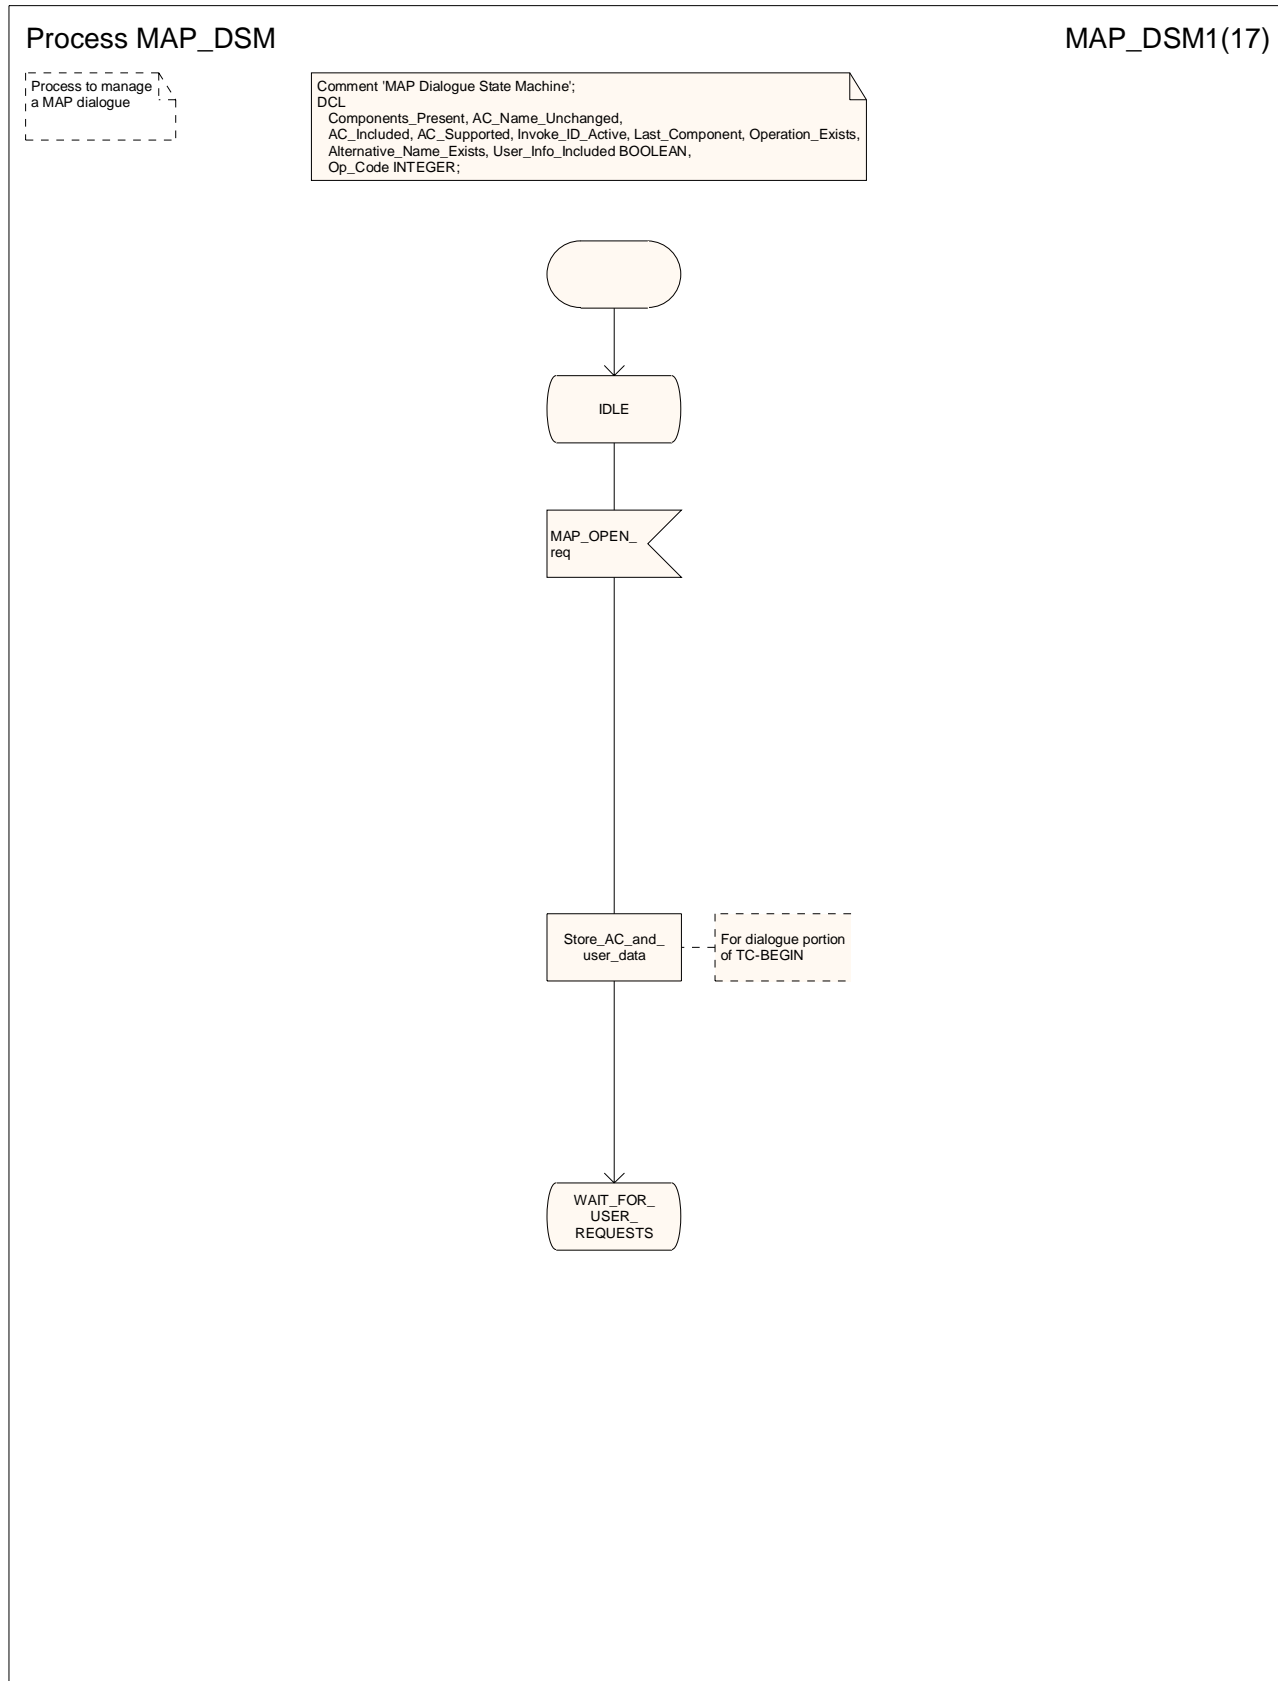 Process MAP_DSM
MAP_DSM1(17)
Process to manage
a MAP dialogue
Comment 'MAP Dialogue State Machine';
DCL
Components_Present, AC_Name_Unchanged,
AC_Included, AC_Supported, Invoke_ID_Active, Last_Component, Operation_Exists,
Alternative_Name_Exists, User_Info_Included BOOLEAN,
Op_Code INTEGER;
IDLE
MAP_OPEN_
req
Store_AC_and_
user_data
For dialogue portion
of TC-BEGIN
WAIT_FOR_
USER_
REQUESTS